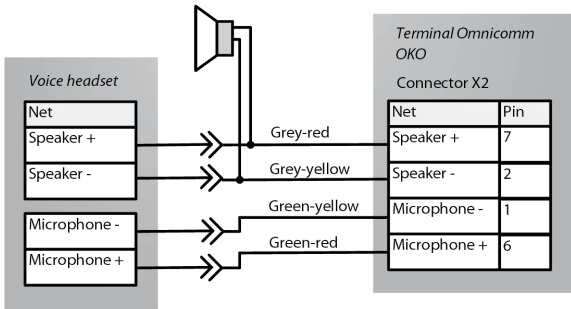 Voice headset
Net
Speaker +
Speaker -
Microphone -
Microphone +
Grey-red
Grey-yellow
Green-yellow
Green-red
Terminal Omnicomm
OKO
Connector X2
Net Pin
Speaker + 7
Speaker - 2
Microphone - 1
Microphone + 6